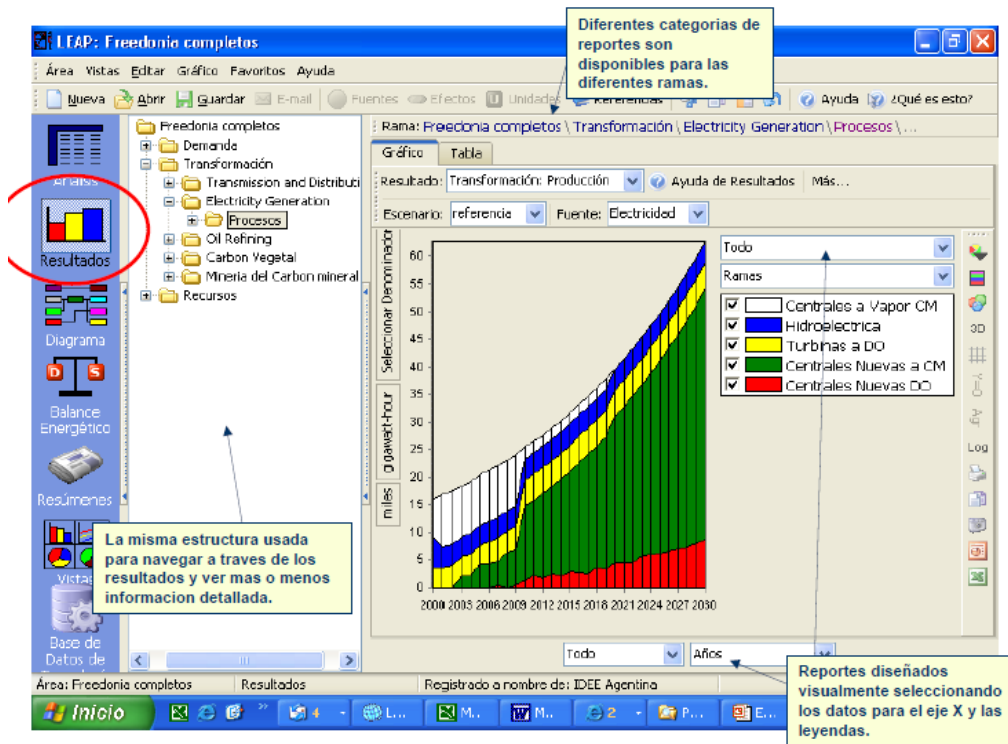 LEAP: Freedonia completos
Diferentes categorias de
reportes son
disponibles para las
diferentes ramas.
Área Vistas Editar Gráfico Favoritos Ayuda
Nueva Abrir Guardar E-mail Fuentes Efectos Unidades Referencias Ayuda ¿Qué es esto?
Análisis
Resultados
Diagrama
Balance
Energético
Resúmenes
Vistas
Base de
Datos de
Freedonia completos
Demanda
Transformación
Transmission and Distributi
Electricity Generation
Procesos
Oil Refining
Carbon Vegetal
Mineria del Carbon mineral
Recursos
La misma estructura usada
para navegar a traves de los
resultados y ver mas o menos
informacion detallada.
Rama: Freedonia completos \ Transformación \ Electricity Generation \ Procesos \ ...
Gráfico Tabla
Resultado: Transformación: Producción Ayuda de Resultados Más...
Escenario: referencia Fuente: Electricidad
Seleccionar Denominador
gigawatt-hour
miles
60
55
50
45
40
35
30
25
20
15
10
5
0
2000 2003 2006 2009 2012 2015 2018 2021 2024 2027 2030
Todo
Ramas
Centrales a Vapor CM
Hidroelectrica
Turbinas a DO
Centrales Nuevas a CM
Centrales Nuevas DO
3D
Log
Todo Años
Reportes diseñados
visualmente seleccionando
los datos para el eje X y las
leyendas.
Área: Freedonia completos Resultados Registrado a nombre de: IDEE Agentina
Inicio 4 L... M.. M... 2 P... E...